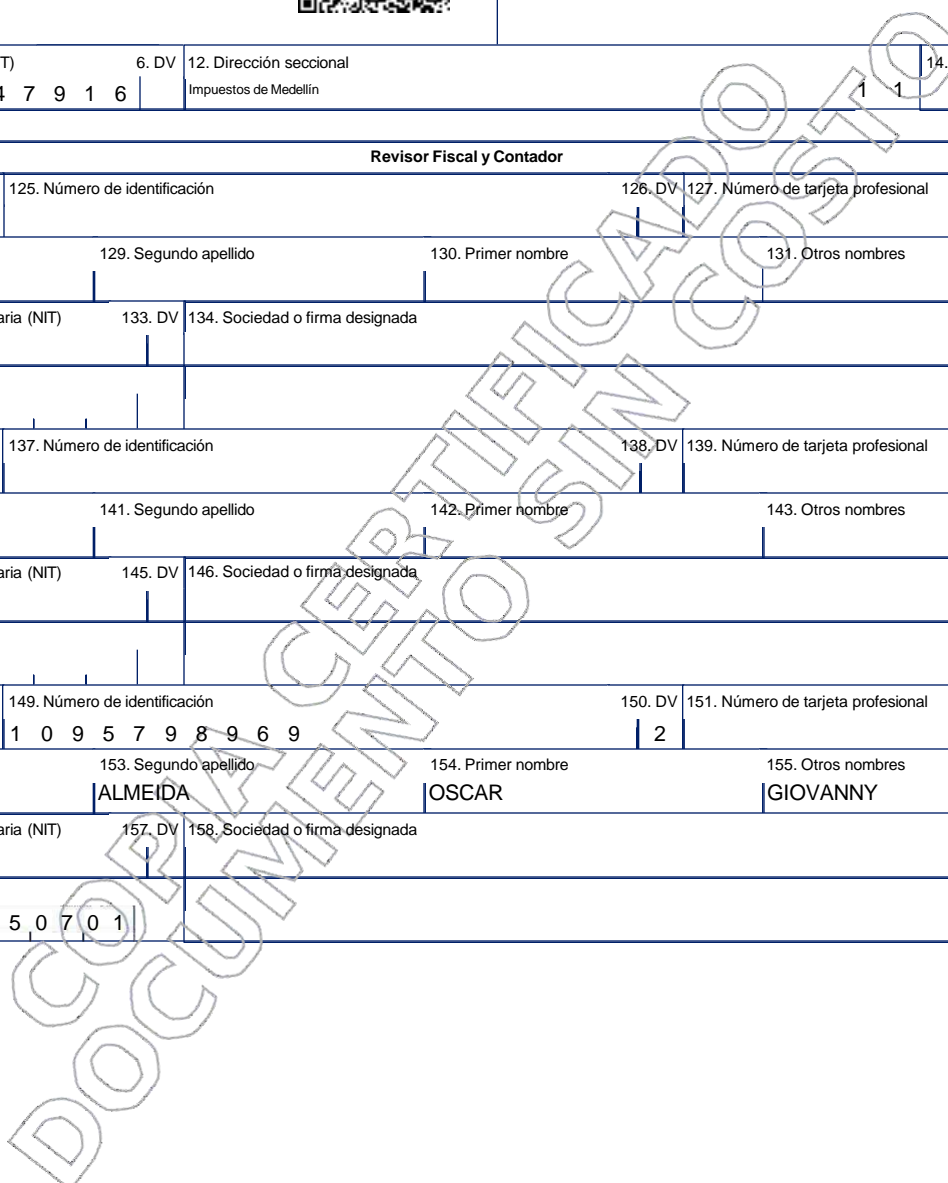 T) 6. DV 12. Dirección seccional 14.
4 7 9 1 6 Impuestos de Medellín 1 1
Revisor Fiscal y Contador
125. Número de identificación 126. DV 127. Número de tarjeta profesional
129. Segundo apellido 130. Primer nombre 131. Otros nombres
aria (NIT) 133. DV 134. Sociedad o firma designada
137. Número de identificación 138. DV 139. Número de tarjeta profesional
141. Segundo apellido 142. Primer nombre 143. Otros nombres
aria (NIT) 145. DV 146. Sociedad o firma designada
149. Número de identificación 150. DV 151. Número de tarjeta profesional
1 0 9 5 7 9 8 9 6 9 2
153. Segundo apellido 154. Primer nombre 155. Otros nombres
ALMEIDA OSCAR GIOVANNY
aria (NIT) 157. DV 158. Sociedad o firma designada
5 0 7 0 1
COPIA CERTIFICADO
DOCUMENTO SIN COSTO